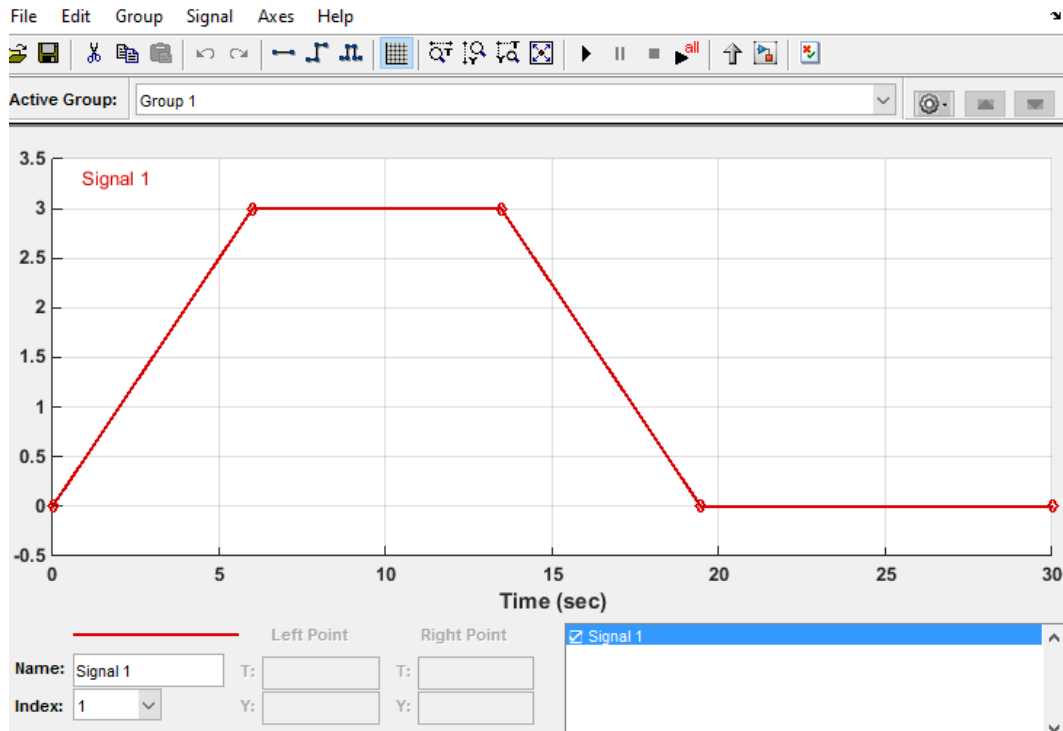 File Edit Group Signal Axes Help
all
Active Group: Group 1
3.5
Signal 1
3
2.5
2
1.5
1
0.5
0
-0.5
0 5 10 15 20 25 30
Time (sec)
Left Point Right Point
Signal 1
Name: Signal 1 T: T:
Index: 1 Y: Y: